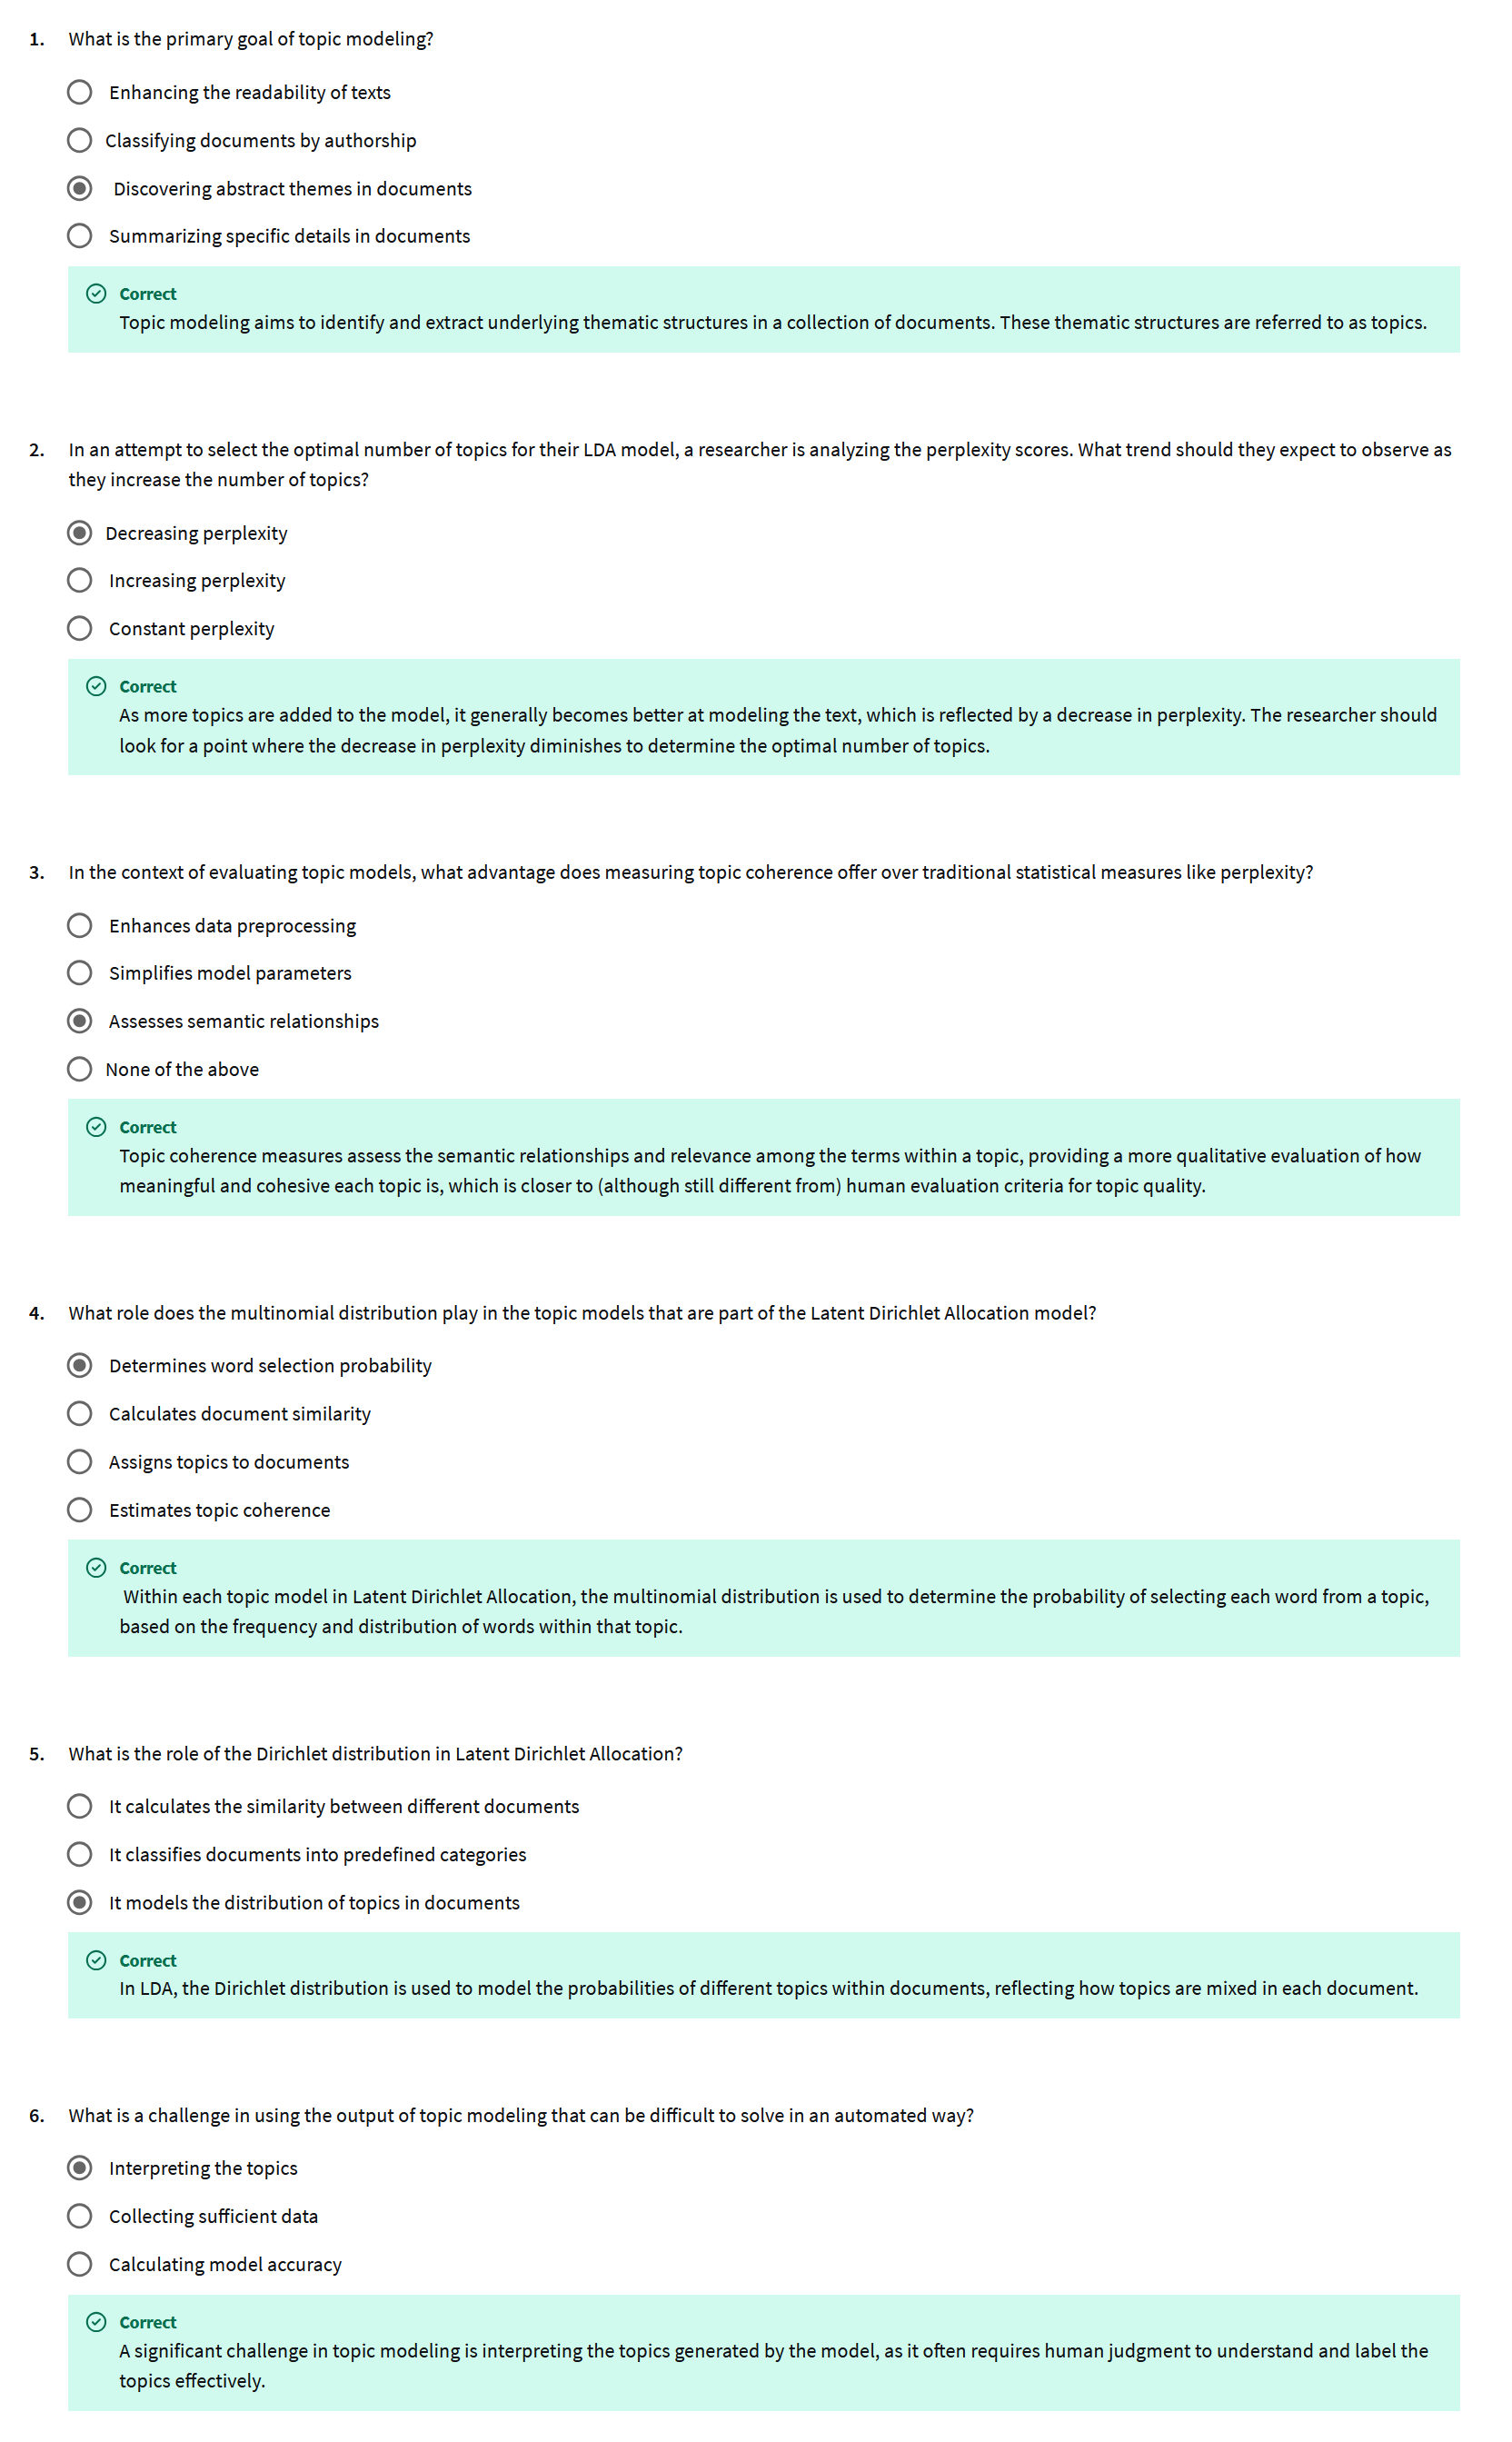 1. What is the primary goal of topic modeling?
Enhancing the readability of texts
Classifying documents by authorship
Discovering abstract themes in documents
Summarizing specific details in documents
Correct
Topic modeling aims to identify and extract underlying thematic structures in a collection of documents. These thematic structures are referred to as topics.
2. In an attempt to select the optimal number of topics for their LDA model, a researcher is analyzing the perplexity scores. What trend should they expect to observe as
they increase the number of topics?
Decreasing perplexity
Increasing perplexity
Constant perplexity
Correct
As more topics are added to the model, it generally becomes better at modeling the text, which is reflected by a decrease in perplexity. The researcher should
look for a point where the decrease in perplexity diminishes to determine the optimal number of topics.
3. In the context of evaluating topic models, what advantage does measuring topic coherence offer over traditional statistical measures like perplexity?
Enhances data preprocessing
Simplifies model parameters
Assesses semantic relationships
None of the above
Correct
Topic coherence measures assess the semantic relationships and relevance among the terms within a topic, providing a more qualitative evaluation of how
meaningful and cohesive each topic is, which is closer to (although still different from) human evaluation criteria for topic quality.
4. What role does the multinomial distribution play in the topic models that are part of the Latent Dirichlet Allocation model?
Determines word selection probability
Calculates document similarity
Assigns topics to documents
Estimates topic coherence
Correct
Within each topic model in Latent Dirichlet Allocation, the multinomial distribution is used to determine the probability of selecting each word from a topic,
based on the frequency and distribution of words within that topic.
5. What is the role of the Dirichlet distribution in Latent Dirichlet Allocation?
It calculates the similarity between different documents
It classifies documents into predefined categories
It models the distribution of topics in documents
Correct
In LDA, the Dirichlet distribution is used to model the probabilities of different topics within documents, reflecting how topics are mixed in each document.
6. What is a challenge in using the output of topic modeling that can be difficult to solve in an automated way?
Interpreting the topics
Collecting sufficient data
Calculating model accuracy
Correct
A significant challenge in topic modeling is interpreting the topics generated by the model, as it often requires human judgment to understand and label the
topics effectively.